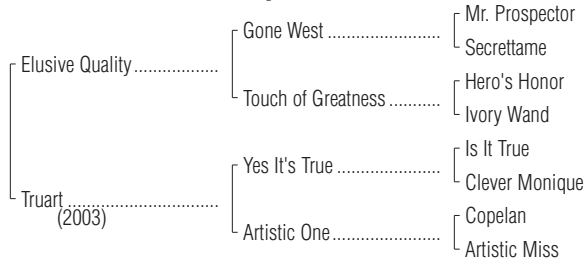 Mr. Prospector
Gone West
Secrettame
Elusive Quality
Hero's Honor
Touch of Greatness
Ivory Wand
Is It True
Yes It's True
Clever Monique
Truart
(2003)
Copelan
Artistic One
Artistic Miss